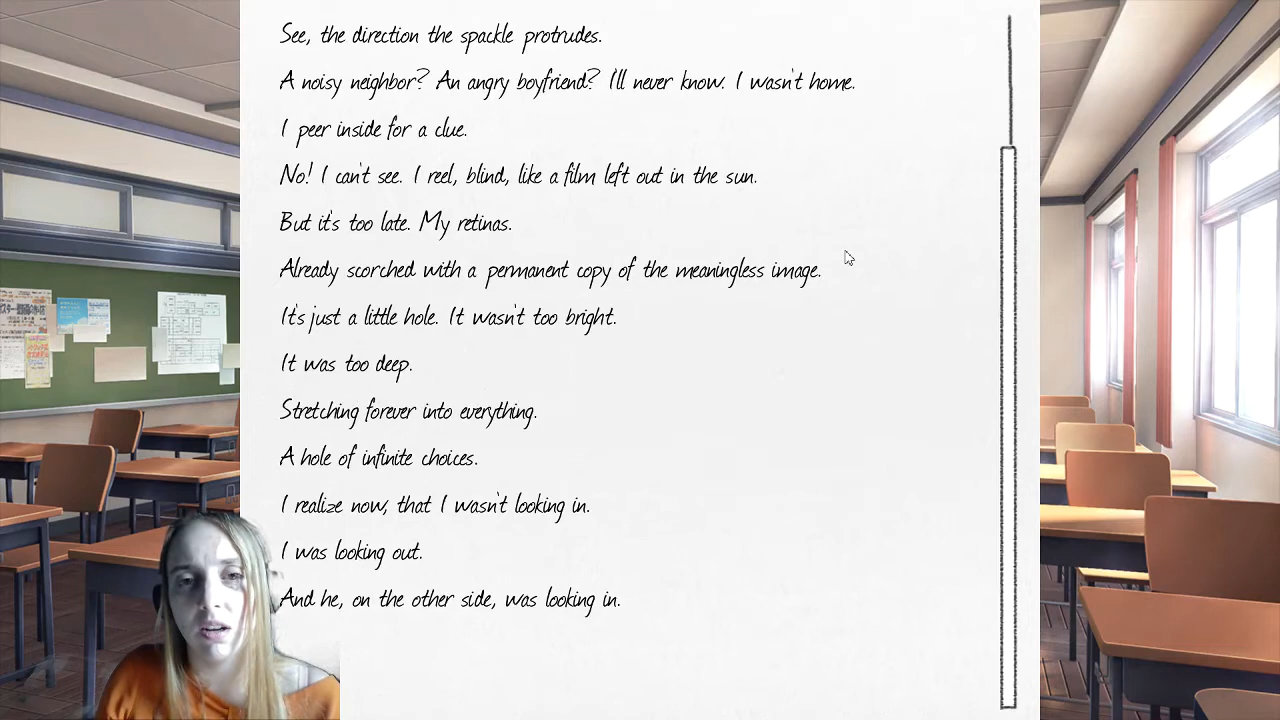 See, the direction the spackle protrudes.
A noisy neighbor? An angry boyfriend? I'll never know. I wasn't home.
I peer inside for a clue.
No! I can't see. I reel, blind, like a film left out in the sun.
But it's too late. My retinas.
Already scorched with a permanent copy of the meaningless image.
It's just a little hole. It wasn't too bright.
It was too deep.
Stretching forever into everything.
A hole of infinite choices.
I realize now, that I wasn't looking in.
I was looking out.
And he, on the other side, was looking in.